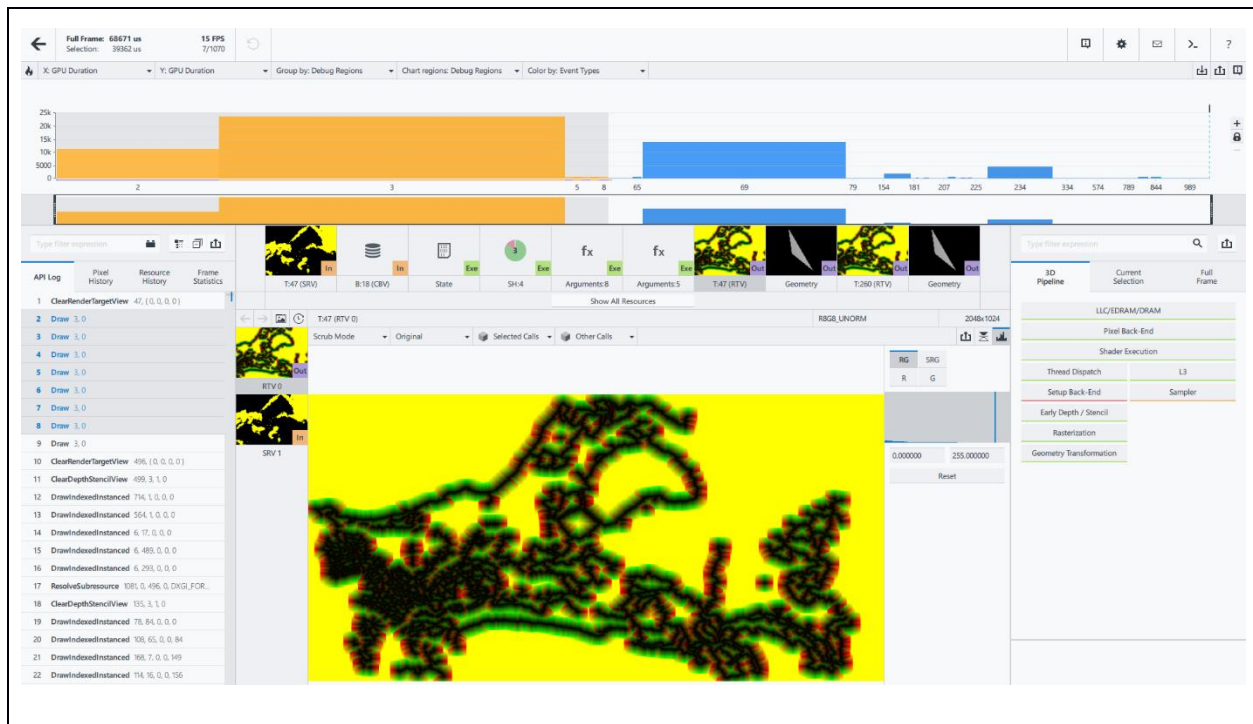 Full Frame: 68671 us 15 FPS
Selection: 39362 us 7/1070
?
X: GPU Duration Y: GPU Duration Group by: Debug Regions Chart regions: Debug Regions Color by: Event Types
25k
20k
15k
10k
5000
0
2 3 5 8 65 69 79 154 181 207 225 234 334 574 789 844 989
Type filter expression
API Log Pixel History Resource History Frame Statistics
1 ClearRenderTargetView 47, { 0, 0, 0, 0 }
2 Draw 3, 0
3 Draw 3, 0
4 Draw 3, 0
5 Draw 3, 0
6 Draw 3, 0
7 Draw 3, 0
8 Draw 3, 0
9 Draw 3, 0
10 ClearRenderTargetView 496, { 0, 0, 0, 0 }
11 ClearDepthStencilView 499, 3, 1, 0
12 DrawIndexedInstanced 714, 1, 0, 0, 0
13 DrawIndexedInstanced 564, 1, 0, 0, 0
14 DrawIndexedInstanced 6, 17, 0, 0, 0
15 DrawIndexedInstanced 6, 489, 0, 0, 0
16 DrawIndexedInstanced 6, 293, 0, 0, 0
17 ResolveSubresource 1081, 0, 496, 0, DXGI_FOR...
18 ClearDepthStencilView 135, 3, 1, 0
19 DrawIndexedInstanced 78, 84, 0, 0, 0
20 DrawIndexedInstanced 108, 65, 0, 0, 84
21 DrawIndexedInstanced 168, 7, 0, 0, 149
22 DrawIndexedInstanced 114, 16, 0, 0, 156
In In Exe 3 Exe fx Exe fx Exe Out Out Out Out
T:47 (SRV) B:18 (CBV) State SH:4 Arguments:8 Arguments:5 T:47 (RTV) Geometry T:260 (RTV) Geometry
Show All Resources
T:47 (RTV 0) R8G8_UNORM 2048x1024
Scrub Mode Original Selected Calls Other Calls
Out
RTV 0
In
SRV 1
RG SRG
R G
0.000000 255.000000
Reset
Type filter expression
3D Pipeline Current Selection Full Frame
LLC/EDRAM/DRAM
Pixel Back-End
Shader Execution
Thread Dispatch L3
Setup Back-End Sampler
Early Depth / Stencil
Rasterization
Geometry Transformation